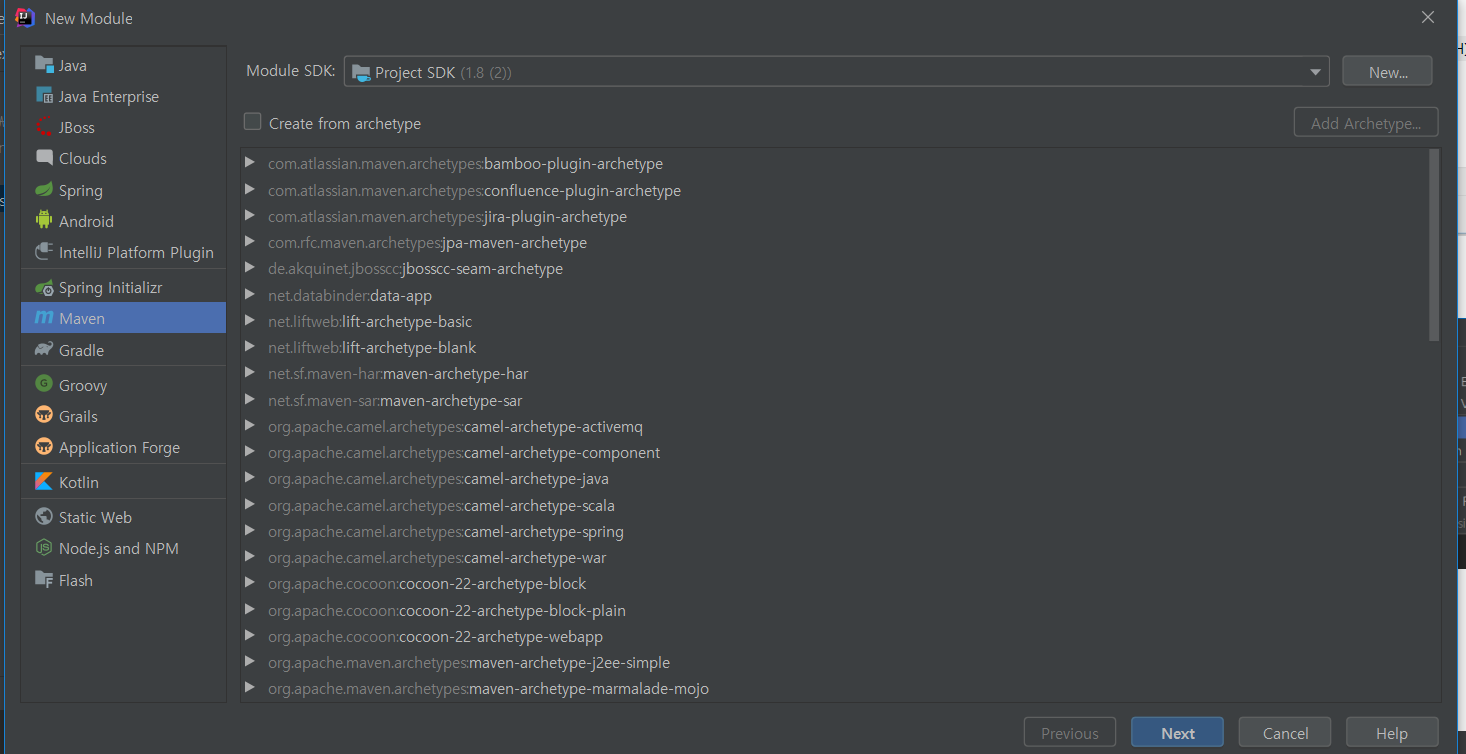 New Module
Java
Java Enterprise
JBoss
Clouds
Spring
Android
IntelliJ Platform Plugin
Spring Initializr
Maven
Gradle
Groovy
Grails
Application Forge
Kotlin
Static Web
Node.js and NPM
Flash
Module SDK: Project SDK (1.8 (2)) New...
Create from archetype Add Archetype...
com.atlassian.maven.archetypes:bamboo-plugin-archetype
com.atlassian.maven.archetypes:confluence-plugin-archetype
com.atlassian.maven.archetypes:jira-plugin-archetype
com.rfc.maven.archetypes:jpa-maven-archetype
de.akquinet.jbosscc:jbosscc-seam-archetype
net.databinder:data-app
net.liftweb:lift-archetype-basic
net.liftweb:lift-archetype-blank
net.sf.maven-har:maven-archetype-har
net.sf.maven-sar:maven-archetype-sar
org.apache.camel.archetypes:camel-archetype-activemq
org.apache.camel.archetypes:camel-archetype-component
org.apache.camel.archetypes:camel-archetype-java
org.apache.camel.archetypes:camel-archetype-scala
org.apache.camel.archetypes:camel-archetype-spring
org.apache.camel.archetypes:camel-archetype-war
org.apache.cocoon:cocoon-22-archetype-block
org.apache.cocoon:cocoon-22-archetype-block-plain
org.apache.cocoon:cocoon-22-archetype-webapp
org.apache.maven.archetypes:maven-archetype-j2ee-simple
org.apache.maven.archetypes:maven-archetype-marmalade-mojo
Previous Next Cancel Help